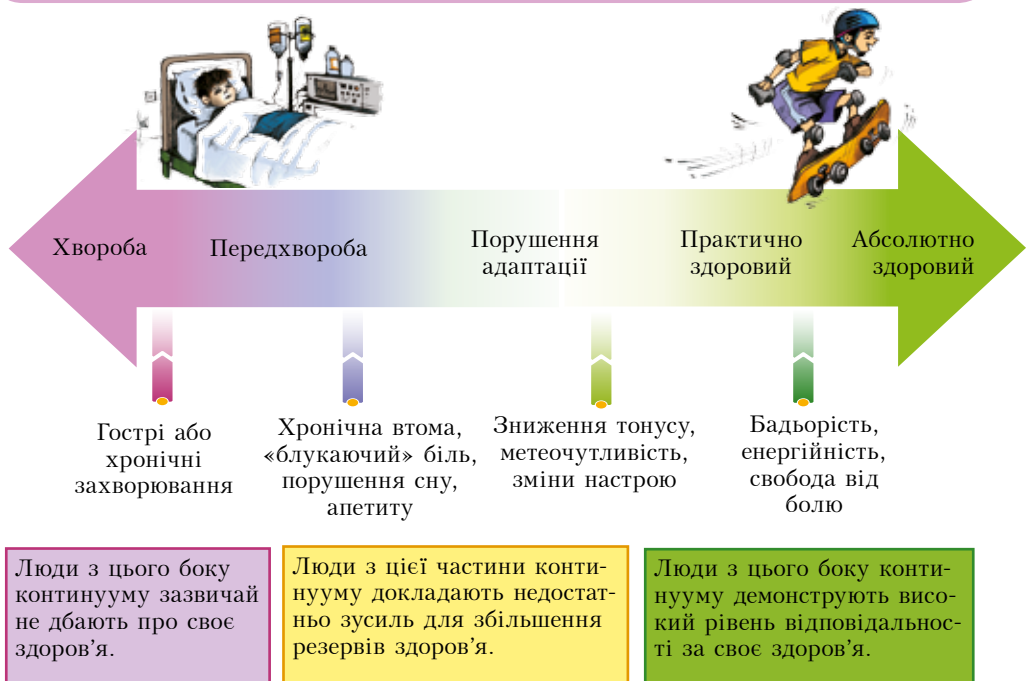 Хвороба
Передхвороба
Порушення
адаптації
Практично
здоровий
Абсолютно
здоровий
Гострі або
хронічні
захворювання
Хронічна втома,
«блукаючий» біль,
порушення сну,
апетиту
Зниження тонусу,
метеочутливість,
зміни настрою
Бадьорість,
енергійність,
свобода від
болю
Люди з цього боку
континууму зазвичай
не дбають про своє
здоров'я.
Люди з цієї частини конти-
нууму докладають недостат-
ньо зусиль для збільшення
резервів здоров'я.
Люди з цього боку конти-
нууму демонструють висо-
кий рівень відповідальнос-
ті за своє здоров'я.